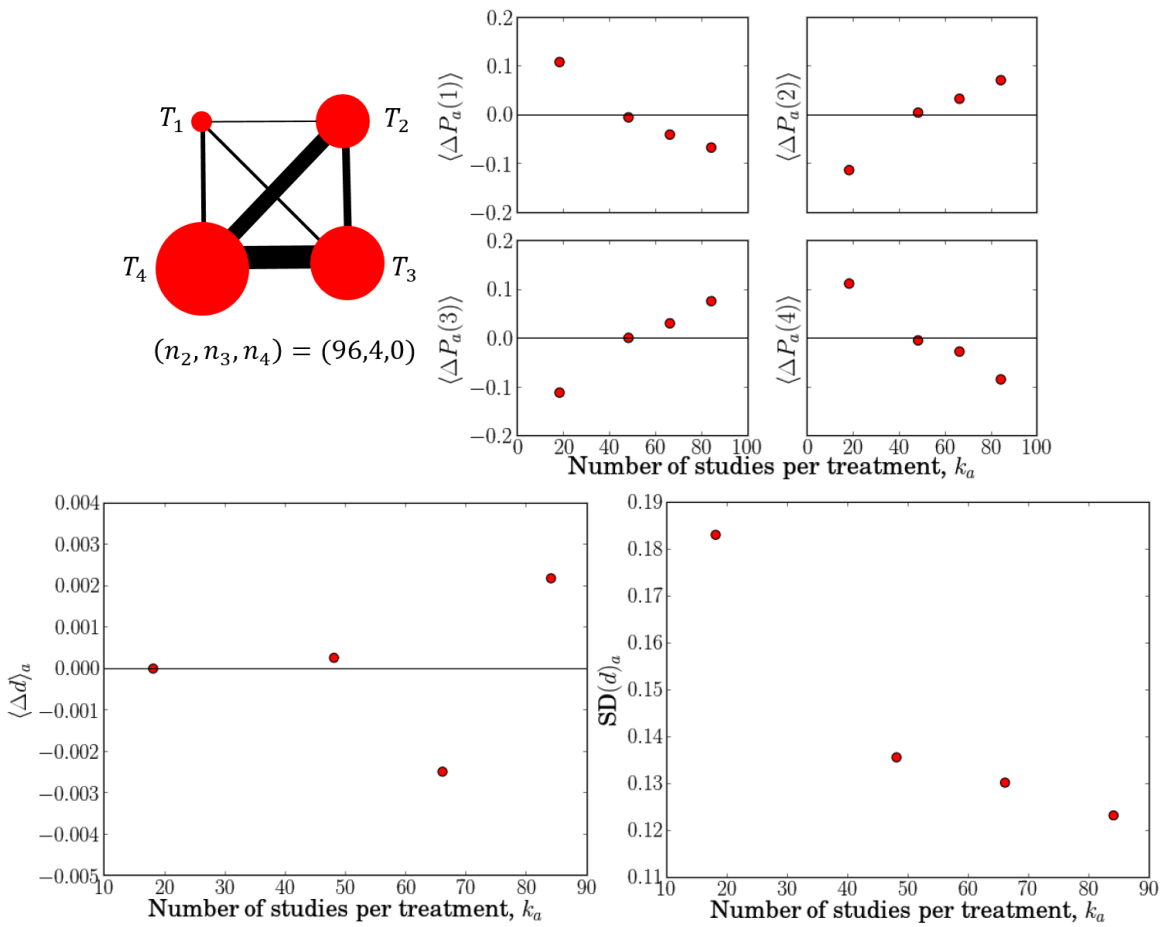 T₁
T₂
T₄
T₃
(n₂, n₃, n₄) = (96,4,0)
⟨ΔPₐ(1)⟩
0.2
0.1
0.0
−0.1
−0.2
⟨ΔPₐ(2)⟩
⟨ΔPₐ(3)⟩
0.2
0.1
0.0
−0.1
−0.2
0 20 40 60 80 100
⟨ΔPₐ(4)⟩
0 20 40 60 80 100
Number of studies per treatment, kₐ
⟨Δd⟩ₐ
0.004
0.003
0.002
0.001
0.000
−0.001
−0.002
−0.003
−0.004
−0.005
10 20 30 40 50 60 70 80 90
Number of studies per treatment, kₐ
SD(d)ₐ
0.19
0.18
0.17
0.16
0.15
0.14
0.13
0.12
0.11
10 20 30 40 50 60 70 80 90
Number of studies per treatment, kₐ